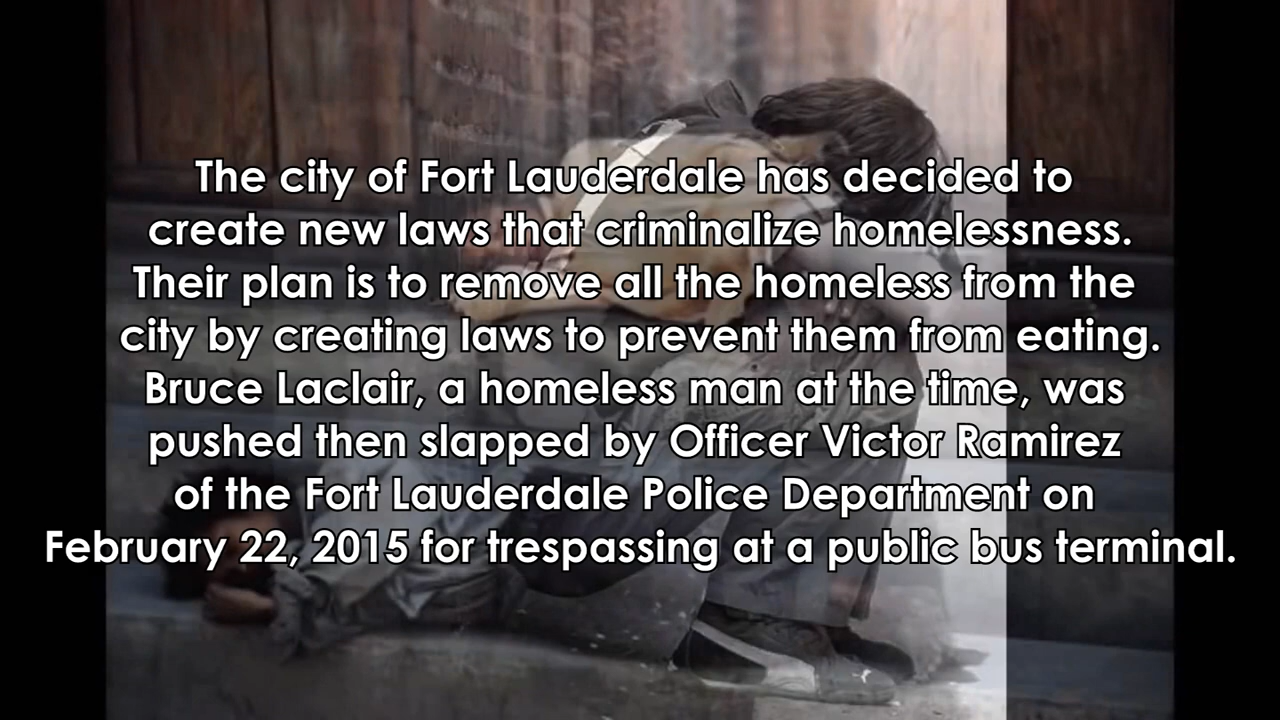 The city of Fort Lauderdale has decided to
create new laws that criminalize homelessness.
Their plan is to remove all the homeless from the
city by creating laws to prevent them from eating.
Bruce Laclair, a homeless man at the time, was
pushed then slapped by Officer Victor Ramirez
of the Fort Lauderdale Police Department on
February 22, 2015 for trespassing at a public bus terminal.